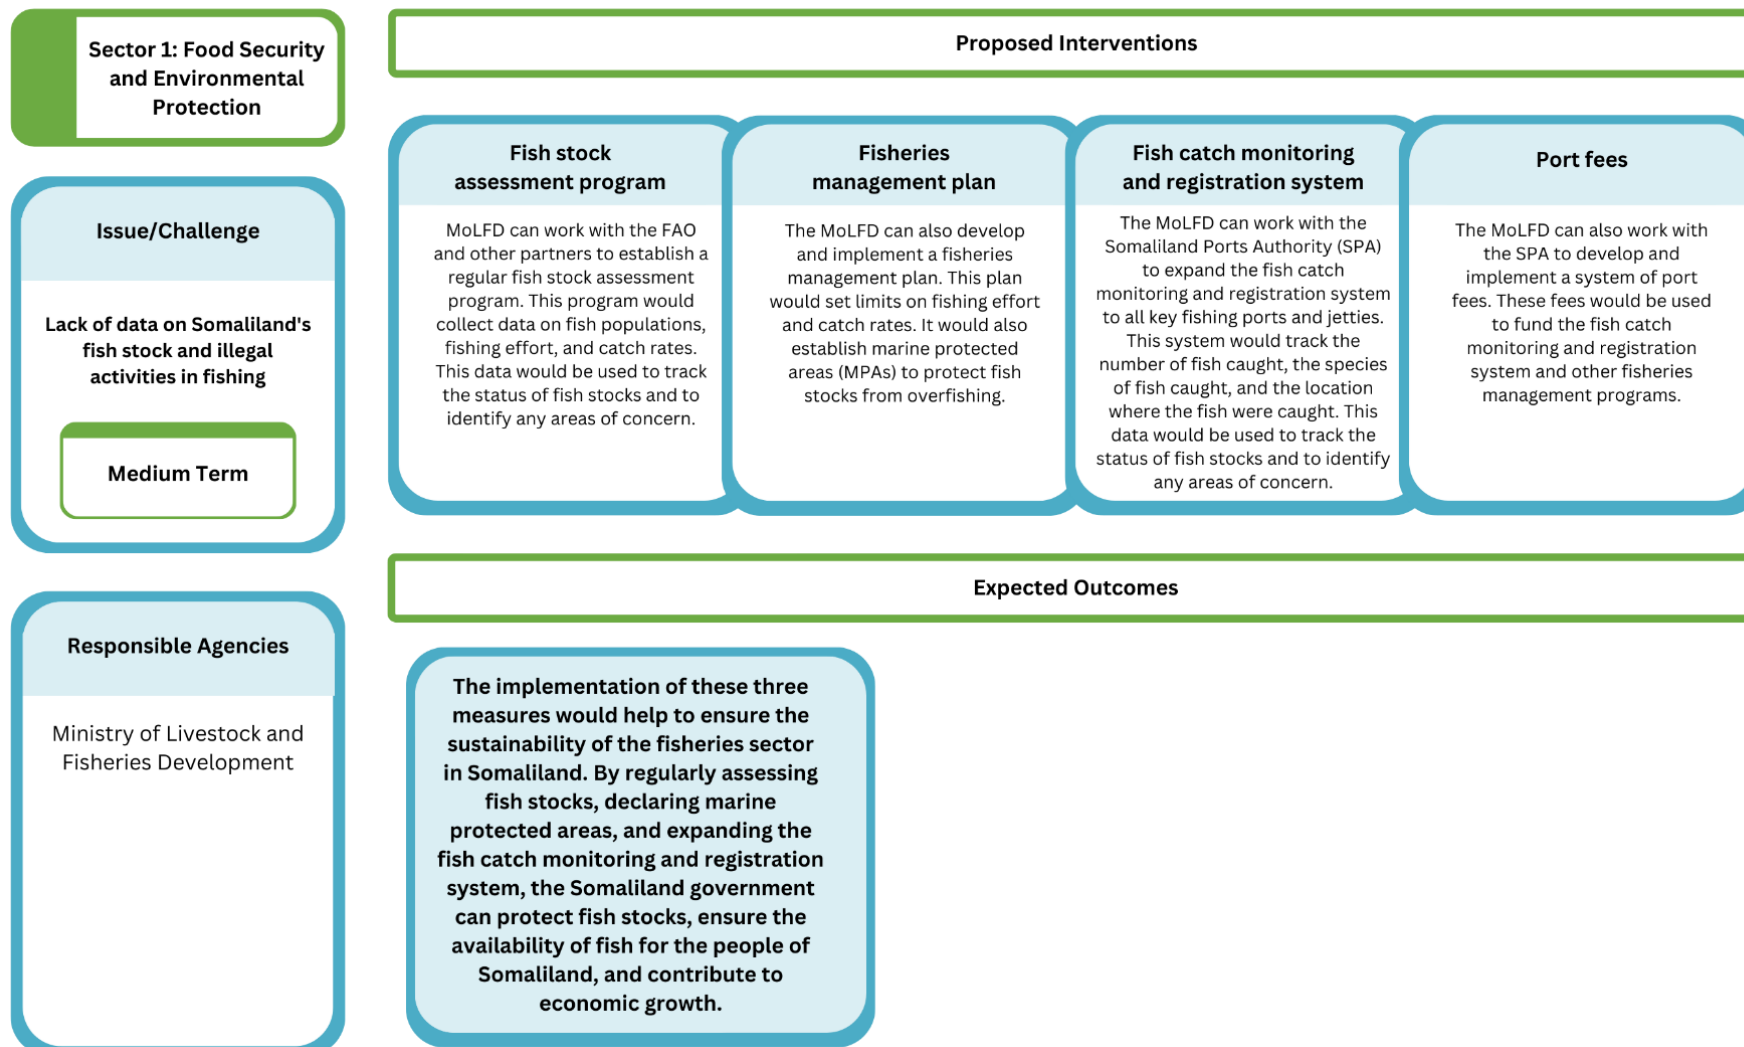 Sector 1: Food Security
and Environmental
Protection
Issue/Challenge
Lack of data on Somaliland's
fish stock and illegal
activities in fishing
Medium Term
Responsible Agencies
Ministry of Livestock and
Fisheries Development
Proposed Interventions
Fish stock
assessment program
MoLFD can work with the FAO
and other partners to establish a
regular fish stock assessment
program. This program would
collect data on fish populations,
fishing effort, and catch rates.
This data would be used to track
the status of fish stocks and to
identify any areas of concern.
Fisheries
management plan
The MoLFD can also develop
and implement a fisheries
management plan. This plan
would set limits on fishing effort
and catch rates. It would also
establish marine protected
areas (MPAs) to protect fish
stocks from overfishing.
Fish catch monitoring
and registration system
The MoLFD can work with the
Somaliland Ports Authority (SPA)
to expand the fish catch
monitoring and registration system
to all key fishing ports and jetties.
This system would track the
number of fish caught, the species
of fish caught, and the location
where the fish were caught. This
data would be used to track the
status of fish stocks and to identify
any areas of concern.
Port fees
The MoLFD can also work with
the SPA to develop and
implement a system of port
fees. These fees would be used
to fund the fish catch
monitoring and registration
system and other fisheries
management programs.
Expected Outcomes
The implementation of these three
measures would help to ensure the
sustainability of the fisheries sector
in Somaliland. By regularly assessing
fish stocks, declaring marine
protected areas, and expanding the
fish catch monitoring and registration
system, the Somaliland government
can protect fish stocks, ensure the
availability of fish for the people of
Somaliland, and contribute to
economic growth.